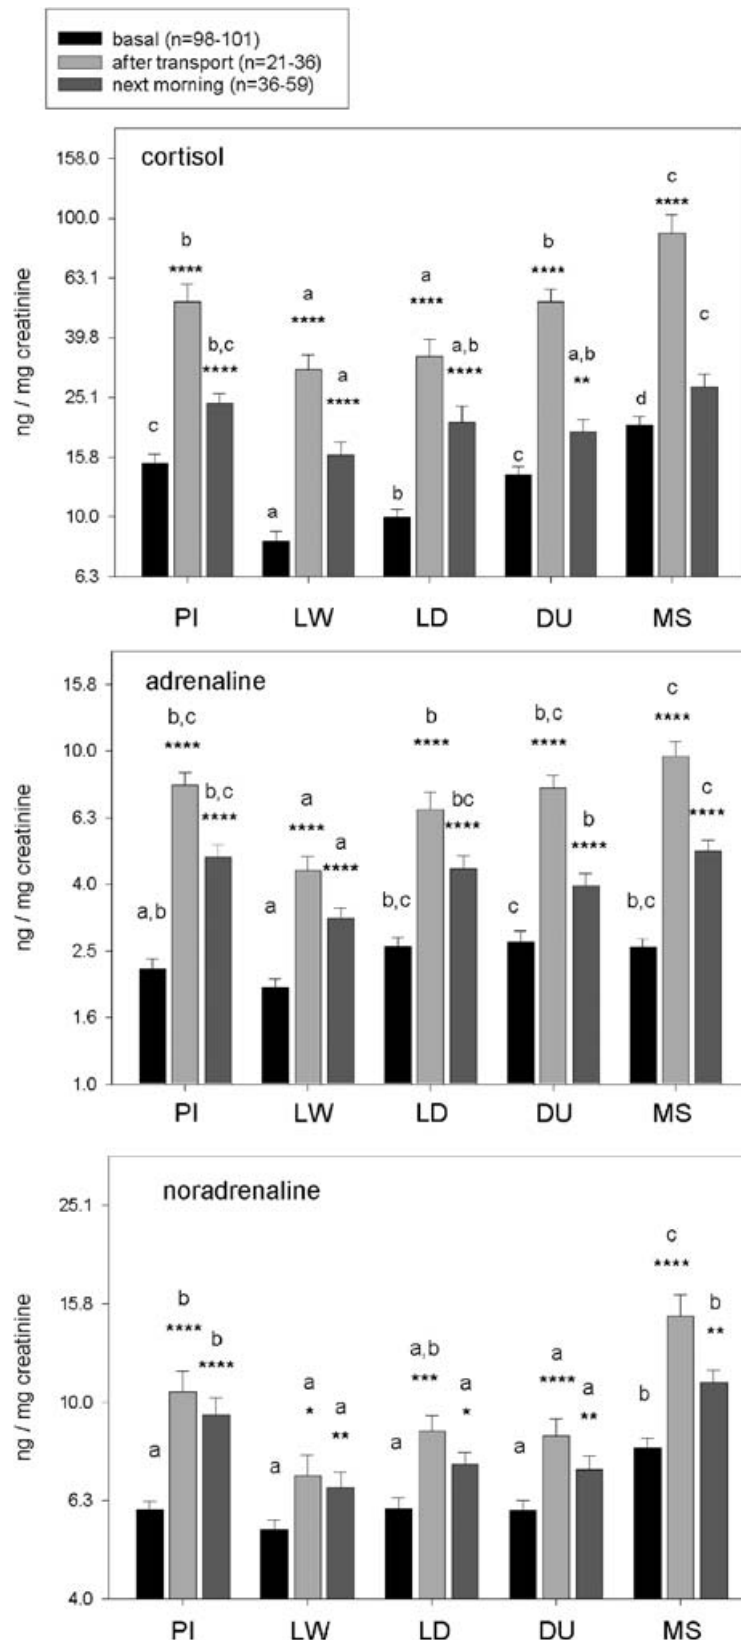 basal (n=98-101)
after transport (n=21-36)
next morning (n=36-59)
cortisol
ng / mg creatinine
158.0
100.0
63.1
39.8
25.1
15.8
10.0
6.3
c
b
****
b,c
****
a
a
****
a
****
b
a
****
a,b
****
c
b
****
a,b
**
d
c
****
c
PI LW LD DU MS
adrenaline
ng / mg creatinine
15.8
10.0
6.3
4.0
2.5
1.6
1.0
a,b
b,c
****
b,c
****
a
a
****
a
****
b,c
b
****
bc
****
c
b,c
****
b
****
b,c
c
****
c
****
PI LW LD DU MS
noradrenaline
ng / mg creatinine
25.1
15.8
10.0
6.3
4.0
a
b
****
b
****
a
a
*
a
**
a
a,b
***
a
*
a
a
****
a
**
b
c
****
b
**
PI LW LD DU MS